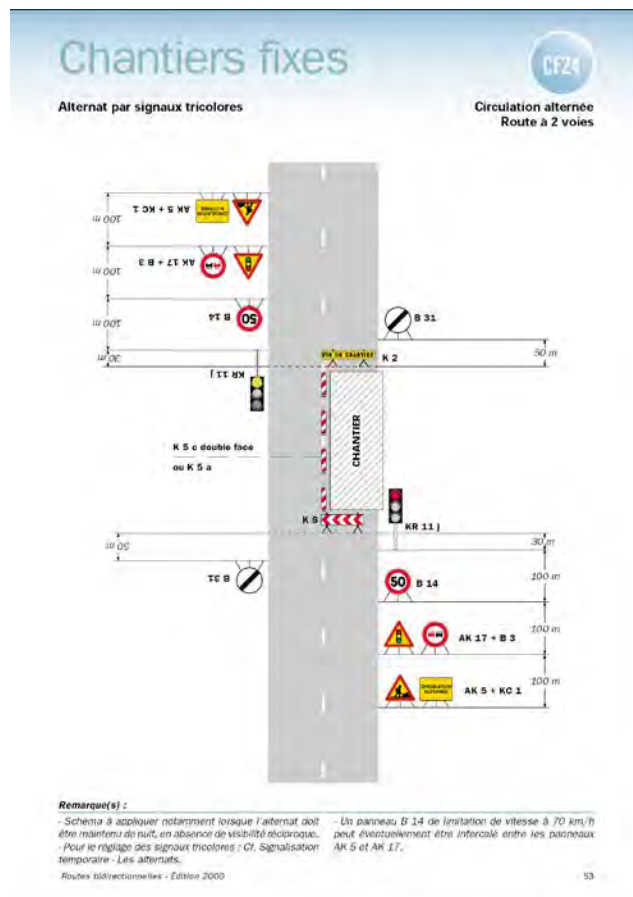 Chantiers fixes
CF24
Alternat par signaux tricolores
Circulation alternée
Route à 2 voies
AK 5 + KC 1
100 m
AK 17 + B 3
100 m
B 14
50
100 m
KR 11 j
30 m
B 31
FIN DE CHANTIER
K 2
50 m
K 5 c double face
ou K 5 a
CHANTIER
K 8
KR 11 j
30 m
50 m
B 31
50
B 14
100 m
AK 17 + B 3
100 m
CIRCULATION
ALTERNEE
AK 5 + KC 1
100 m
Remarque(s) :
- Schéma à appliquer notamment lorsque l'alternat doit
être maintenu de nuit, en absence de visibilité réciproque.
- Pour le réglage des signaux tricolores : Cf. Signalisation
temporaire - Les alternats.
- Un panneau B 14 de limitation de vitesse à 70 km/h
peut éventuellement être intercalé entre les panneaux
AK 5 et AK 17.
Routes bidirectionnelles - Édition 2000
53